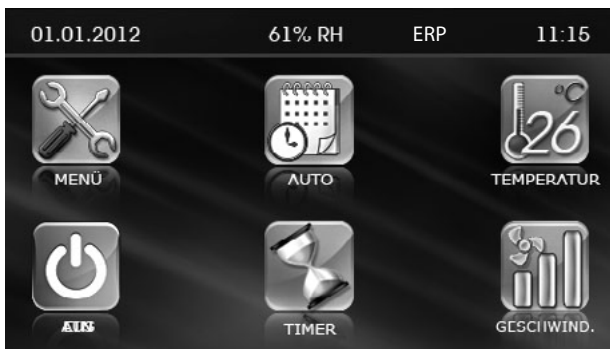 01.01.2012 61% RH ERP 11:15
°C
26
MENÜ AUTO TEMPERATUR
TIMER GESCHWIND.